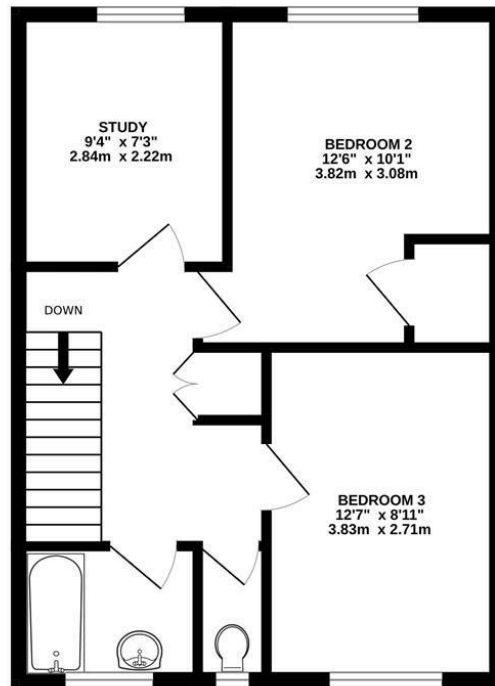 STUDY
9'4" x 7'3"
2.84m x 2.22m
BEDROOM 2
12'6" x 10'1"
3.82m x 3.08m
DOWN
BEDROOM 3
12'7" x 8'11"
3.83m x 2.71m